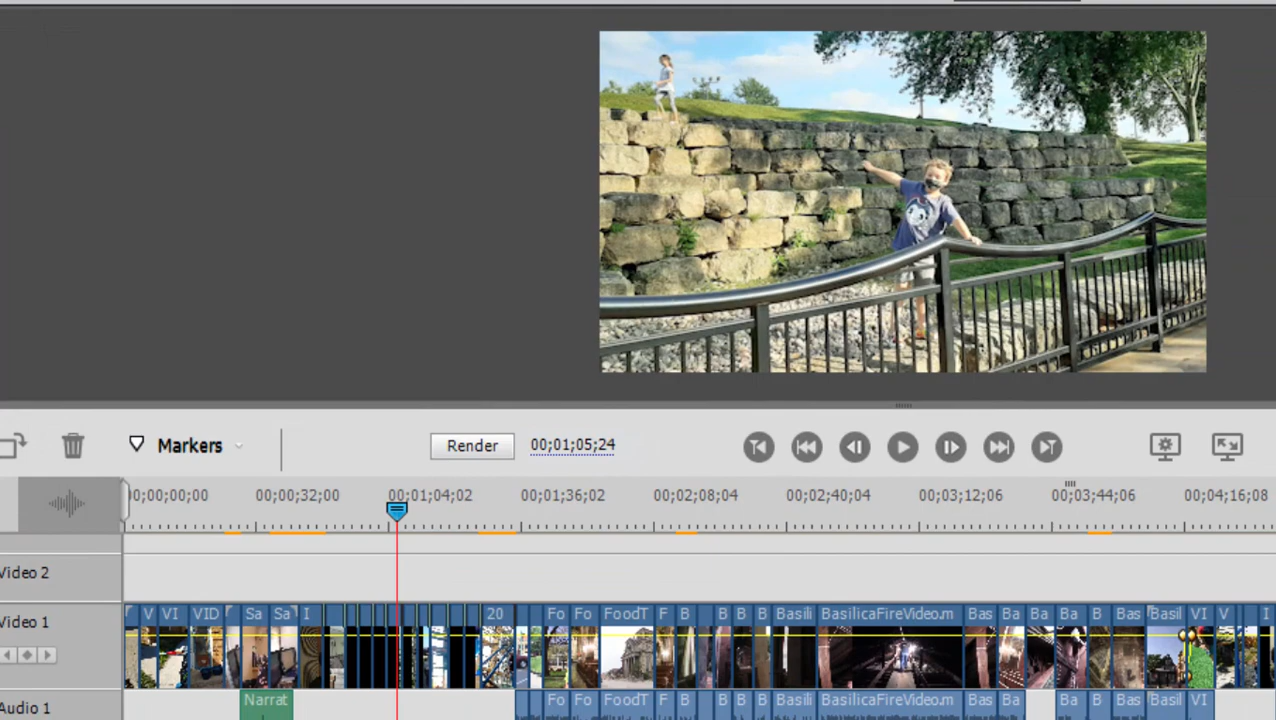 Markers
Render 00;01;05;24
00;00;00;00 00;00;32;00 00;01;04;02 00;01;36;02 00;02;08;04 00;02;40;04 00;03;12;06 00;03;44;06 00;04;16;08
Video 2
Video 1
V VI VID Sa Sa I 20 Fo Fo FoodT F B B B B Basili BasilicaFireVideo.m Bas Ba Ba Ba B Bas Basil VI V I
Audio 1
Narrat Fo Fo FoodT F B B B B Basili BasilicaFireVideo.m Bas Ba Ba B Bas Basil VI